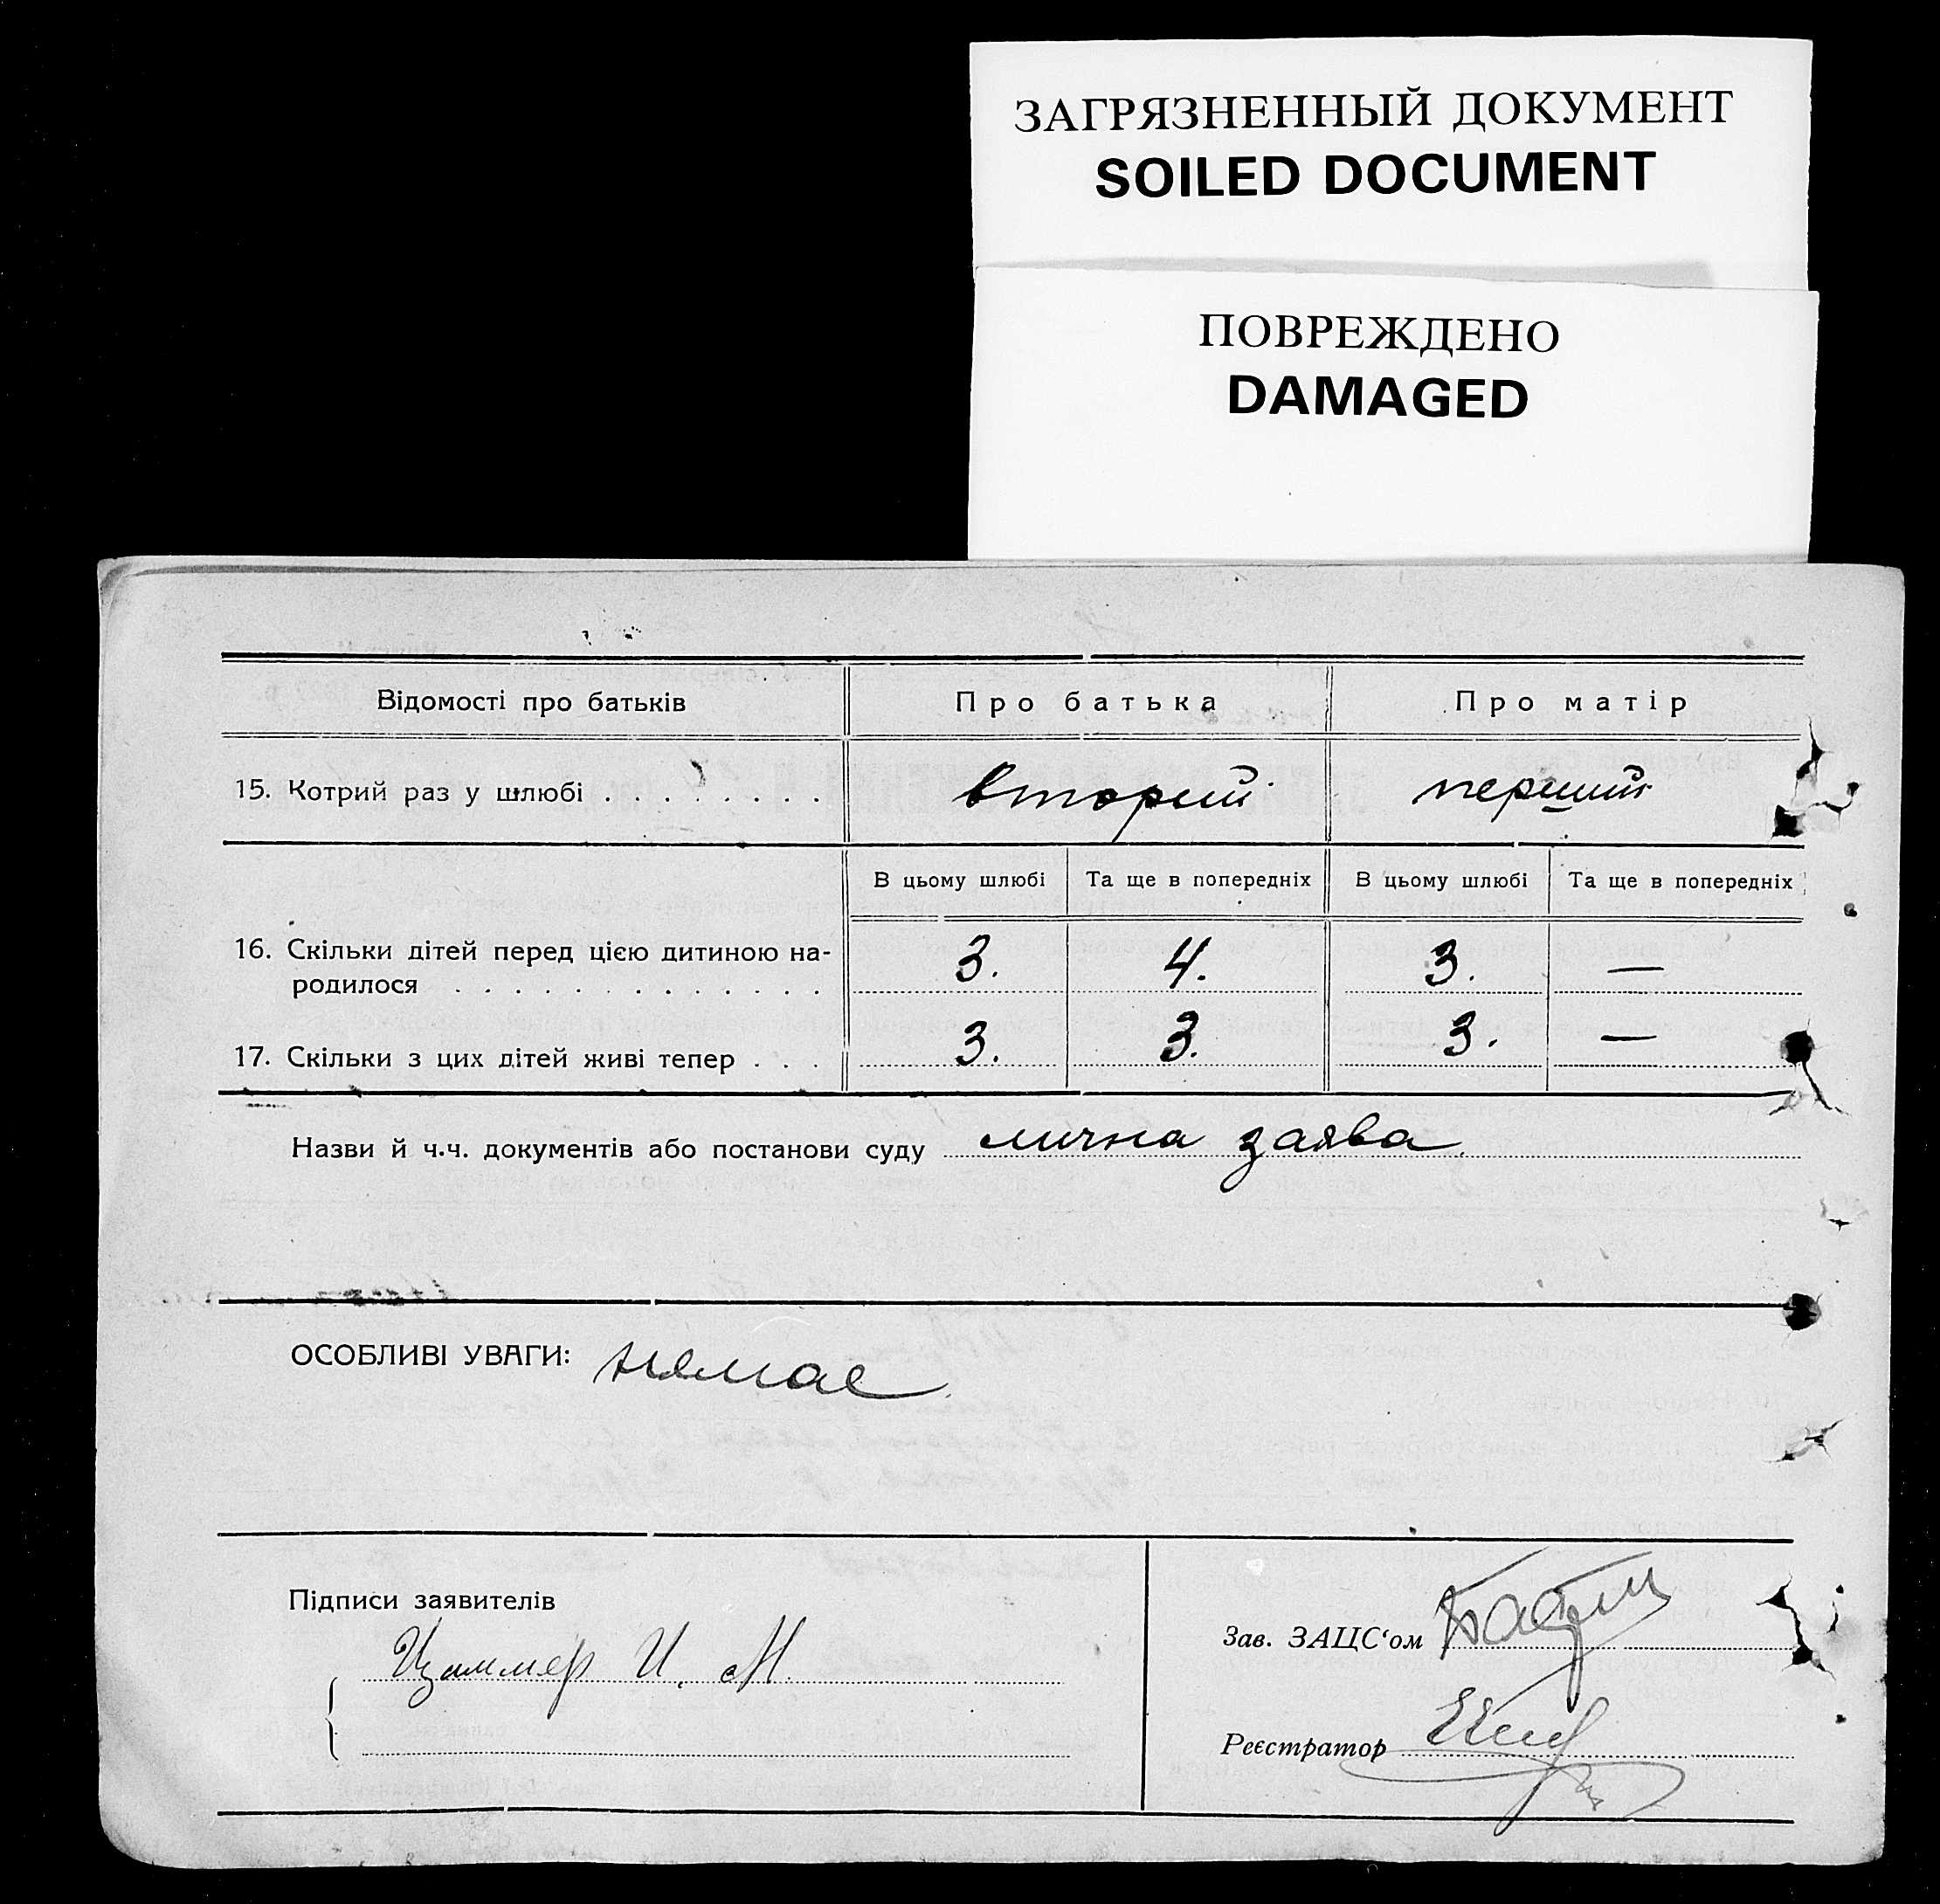 ЗАГРЯЗНЕННЫЙ ДОКУМЕНТ
SOILED DOCUMENT
ПОВРЕЖДЕНО
DAMAGED
Відомості про батьків Про батька Про матір
15. Котрий раз у шлюбі . . . . . . . . вторий перший
В цьому шлюбі Та ще в попередніх В цьому шлюбі Та ще в попередніх
16. Скільки дітей перед цією дитиною на-
родилося . . . . . . . . . . . . . 3. 4. 3. —
17. Скільки з цих дітей живі тепер . . . 3. 3. 3. —
Назви й ч.ч. документів або постанови суду лична заява
ОСОБЛИВІ УВАГИ: нямає
Підписи заявителів
Циммер И. М.
Зав. ЗАЦС‘ом
Реєстратор